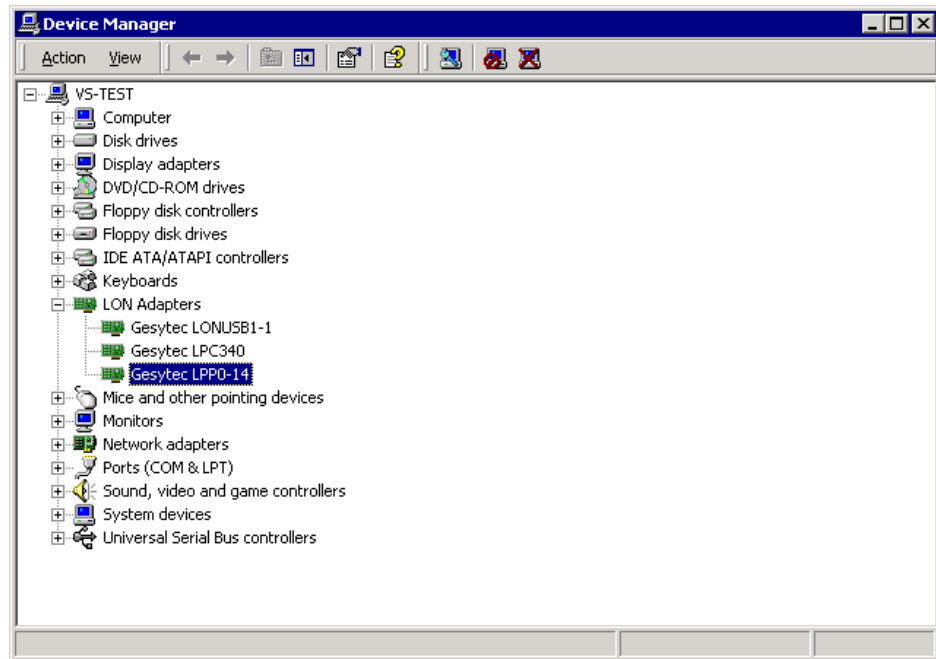 Device Manager
Action View
VS-TEST
Computer
Disk drives
Display adapters
DVD/CD-ROM drives
Floppy disk controllers
Floppy disk drives
IDE ATA/ATAPI controllers
Keyboards
LON Adapters
Gesytec LONUSB1-1
Gesytec LPC340
Gesytec LPP0-14
Mice and other pointing devices
Monitors
Network adapters
Ports (COM & LPT)
Sound, video and game controllers
System devices
Universal Serial Bus controllers